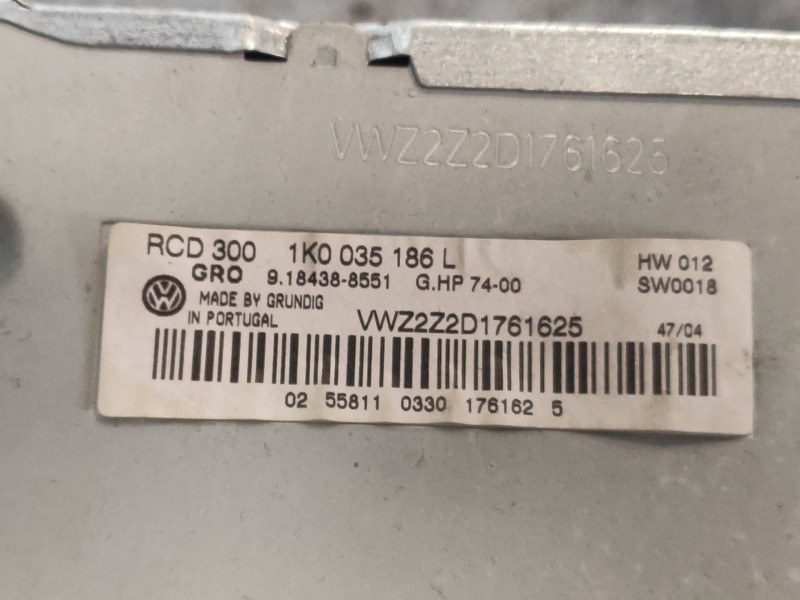 VWZ2Z2D1761625
RCD 300 1K0 035 186 L HW 012
GRO 9.18438-8551 G.HP 74-00 SW0018
MADE BY GRUNDIG
IN PORTUGAL VWZ2Z2D1761625 47/04
02 55811 0330 176162 5